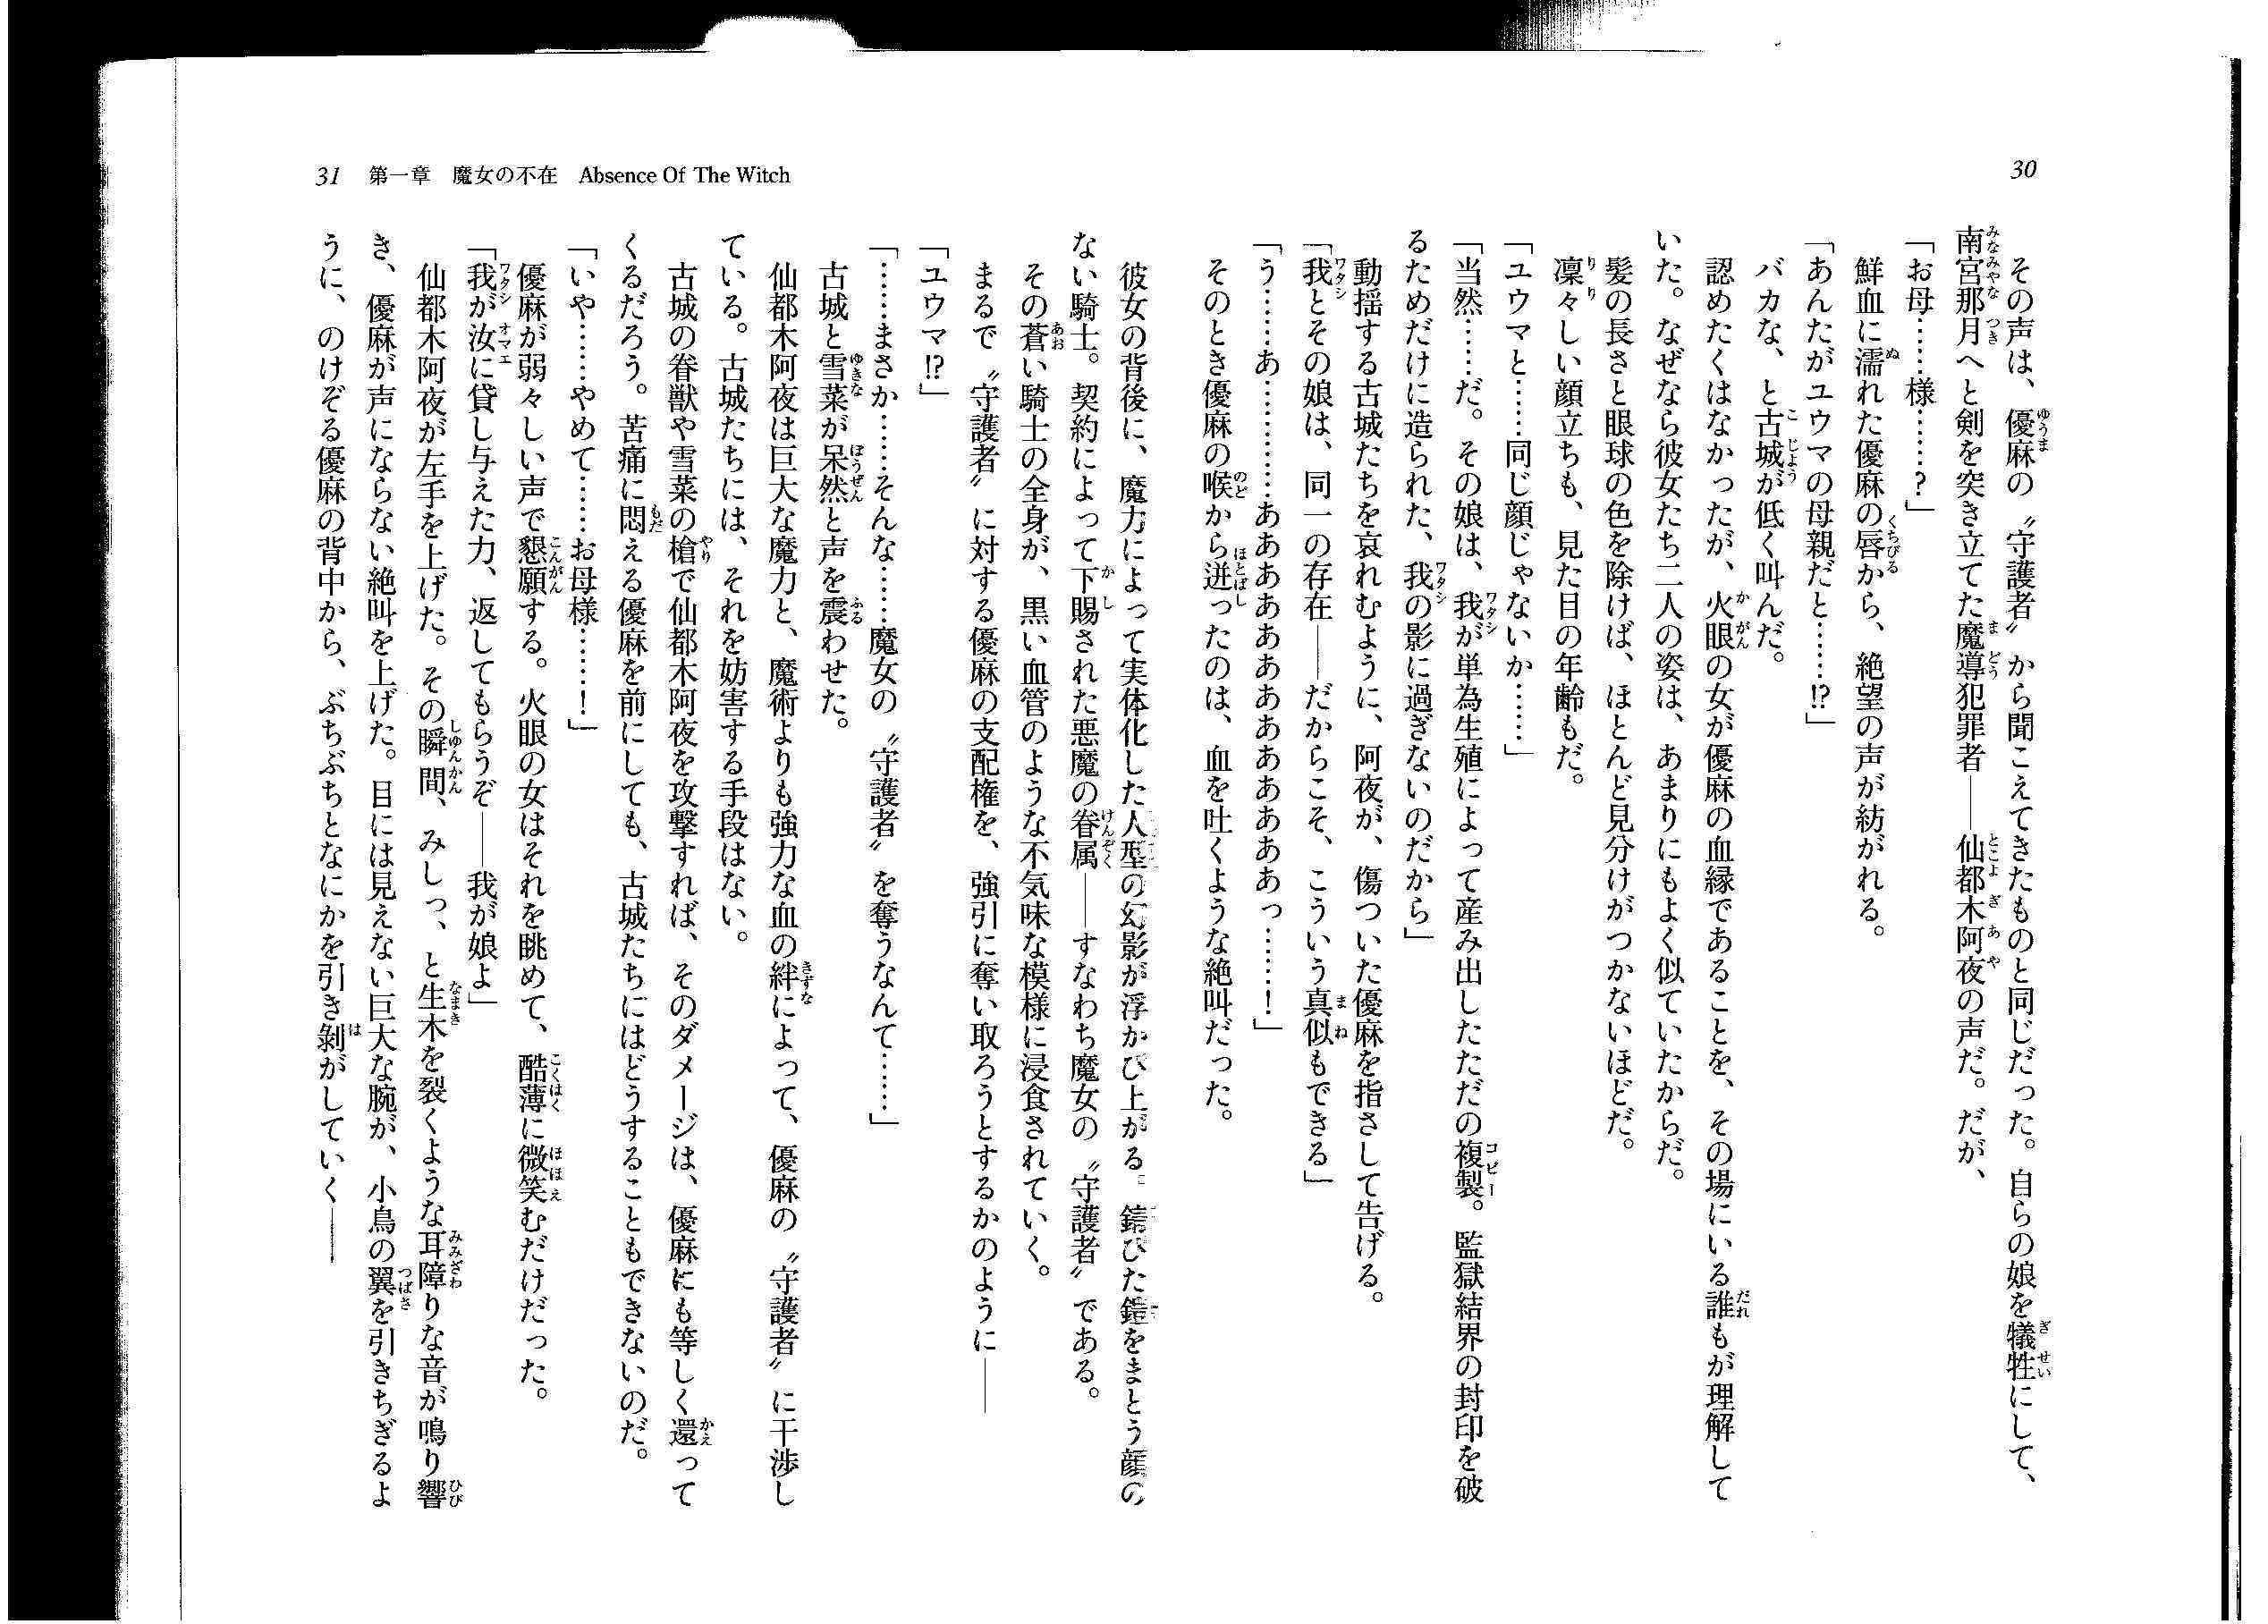 30
その声は、優麻の〝守護者〟から聞こえてきたものと同じだった。自らの娘を犠牲にして、
南宮那月へと剣を突き立てた魔導犯罪者――仙都木阿夜の声だ。だが、
「お母……様……?」
鮮血に濡れた優麻の唇から、絶望の声が紡がれる。
「あんたがユウマの母親だと……!?」
バカな、と古城が低く叫んだ。
認めたくはなかったが、火眼の女が優麻の血縁であることを、その場にいる誰もが理解して
いた。なぜなら彼女たち二人の姿は、あまりにもよく似ていたからだ。
髪の長さと眼球の色を除けば、ほとんど見分けがつかないほどだ。
凜々しい顔立ちも、見た目の年齢もだ。
「ユウマと……同じ顔じゃないか……」
「当然……だ。その娘は、我が単為生殖によって産み出したただの複製。監獄結界の封印を破
るためだけに造られた、我の影に過ぎないのだから」
動揺する古城たちを哀れむように、阿夜が、傷ついた優麻を指さして告げる。
「我とその娘は、同一の存在――だからこそ、こういう真似もできる」
「う……あ…………あああああああああああああっ……!」
そのとき優麻の喉から迸ったのは、血を吐くような絶叫だった。
彼女の背後に、魔力によって実体化した人型の幻影が浮かび上がる。錆びた鎧をまとう顔の
ない騎士。契約によって下賜された悪魔の眷属――すなわち魔女の〝守護者〟である。
その蒼い騎士の全身が、黒い血管のような不気味な模様に浸食されていく。
まるで〝守護者〟に対する優麻の支配権を、強引に奪い取ろうとするかのように――
「ユウマ!?」
「……まさか……そんな……魔女の〝守護者〟を奪うなんて……」
古城と雪菜が呆然と声を震わせた。
仙都木阿夜は巨大な魔力と、魔術よりも強力な血の絆によって、優麻の〝守護者〟に干渉し
ている。古城たちには、それを妨害する手段はない。
古城の眷獣や雪菜の槍で仙都木阿夜を攻撃すれば、そのダメージは、優麻にも等しく還って
くるだろう。苦痛に悶える優麻を前にしても、古城たちにはどうすることもできないのだ。
「いや……やめて……お母様……!」
優麻が弱々しい声で懇願する。火眼の女はそれを眺めて、酷薄に微笑むだけだった。
「我が汝に貸し与えた力、返してもらうぞ――我が娘よ」
仙都木阿夜が左手を上げた。その瞬間、みしっ、と生木を裂くような耳障りな音が鳴り響
き、優麻が声にならない絶叫を上げた。目には見えない巨大な腕が、小鳥の翼を引きちぎるよ
うに、のけぞる優麻の背中から、ぶちぶちとなにかを引き剝がしていく――
31 第一章 魔女の不在 Absence Of The Witch